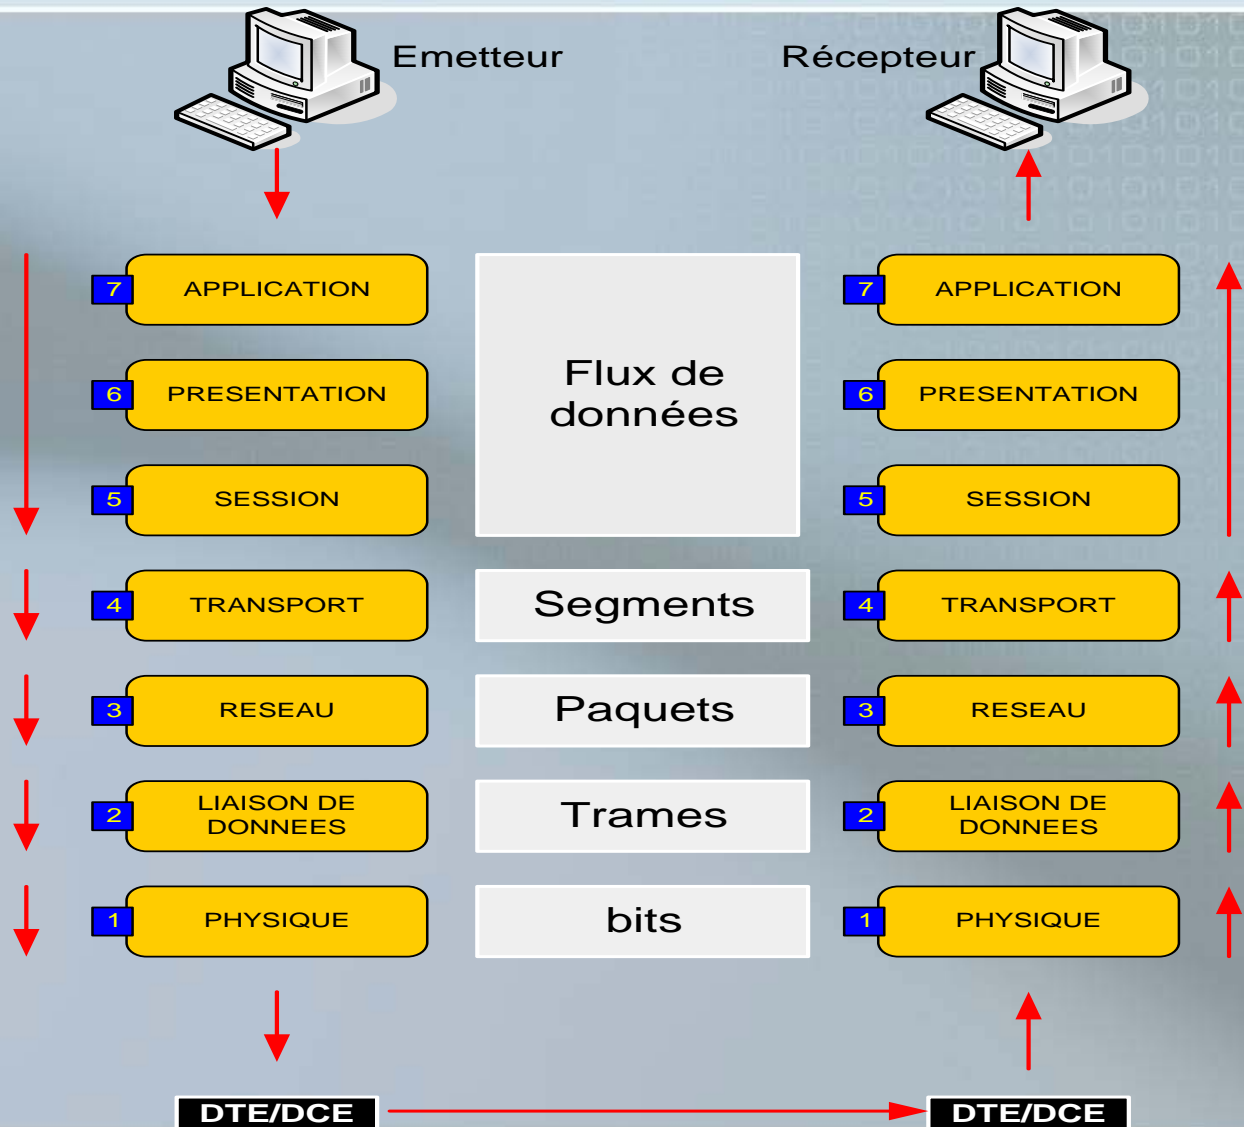 Emetteur
Récepteur
7 APPLICATION
7 APPLICATION
6 PRESENTATION
6 PRESENTATION
Flux de
données
5 SESSION
5 SESSION
4 TRANSPORT
Segments
4 TRANSPORT
3 RESEAU
Paquets
3 RESEAU
2 LIAISON DE
DONNEES
Trames
2 LIAISON DE
DONNEES
1 PHYSIQUE
bits
1 PHYSIQUE
DTE/DCE
DTE/DCE